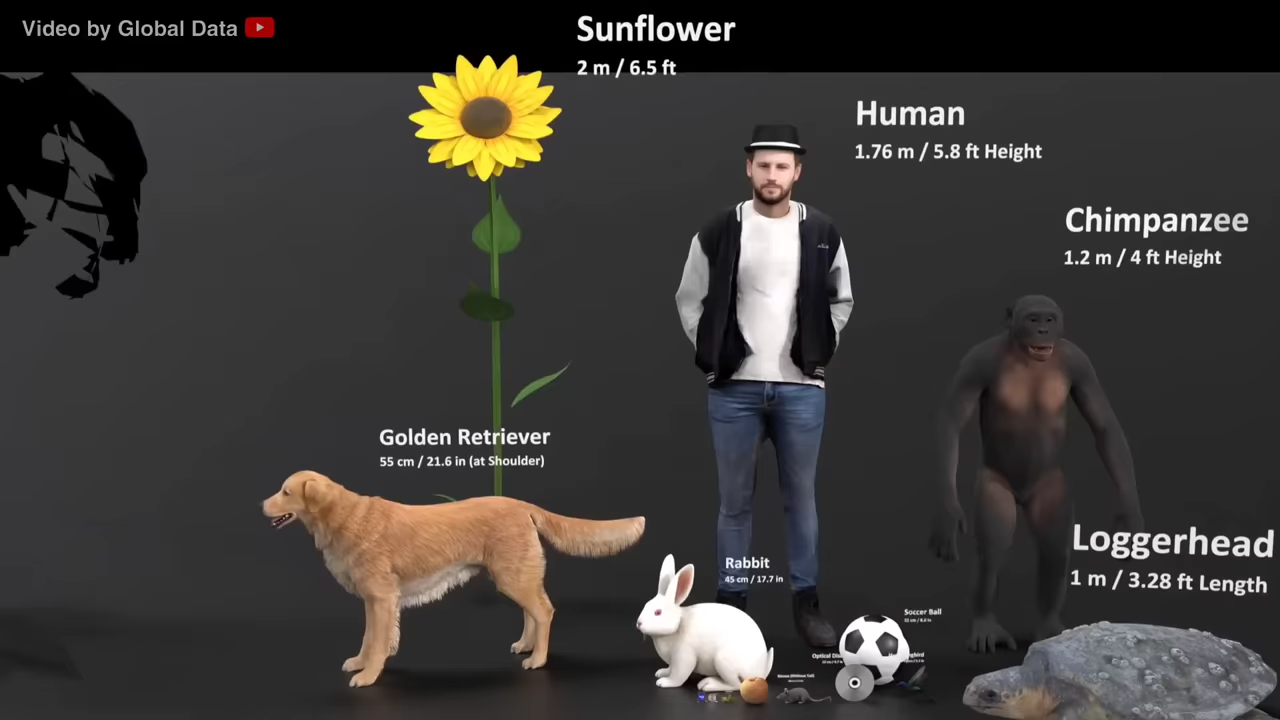 Video by Global Data
Sunflower
2 m / 6.5 ft
Human
1.76 m / 5.8 ft Height
Chimpanzee
1.2 m / 4 ft Height
Golden Retriever
55 cm / 21.6 in (at Shoulder)
Loggerhead
1 m / 3.28 ft Length
Rabbit
45 cm / 17.7 in
Soccer Ball
Optical